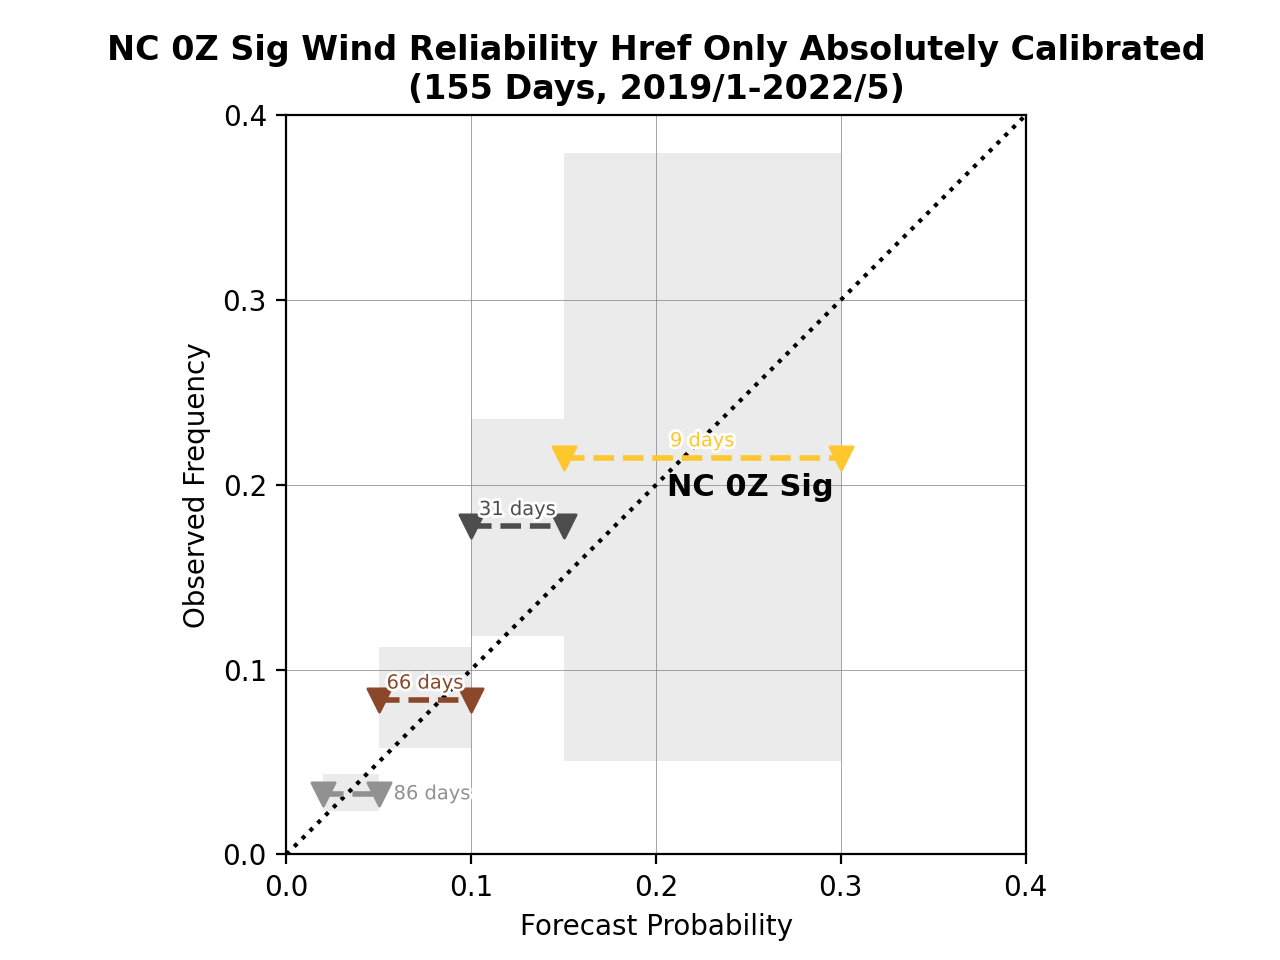 NC 0Z Sig Wind Reliability Href Only Absolutely Calibrated
(155 Days, 2019/1-2022/5)
0.4
0.3
0.2
0.1
0.0
Observed Frequency
9 days
NC 0Z Sig
31 days
66 days
86 days
0.0 0.1 0.2 0.3 0.4
Forecast Probability